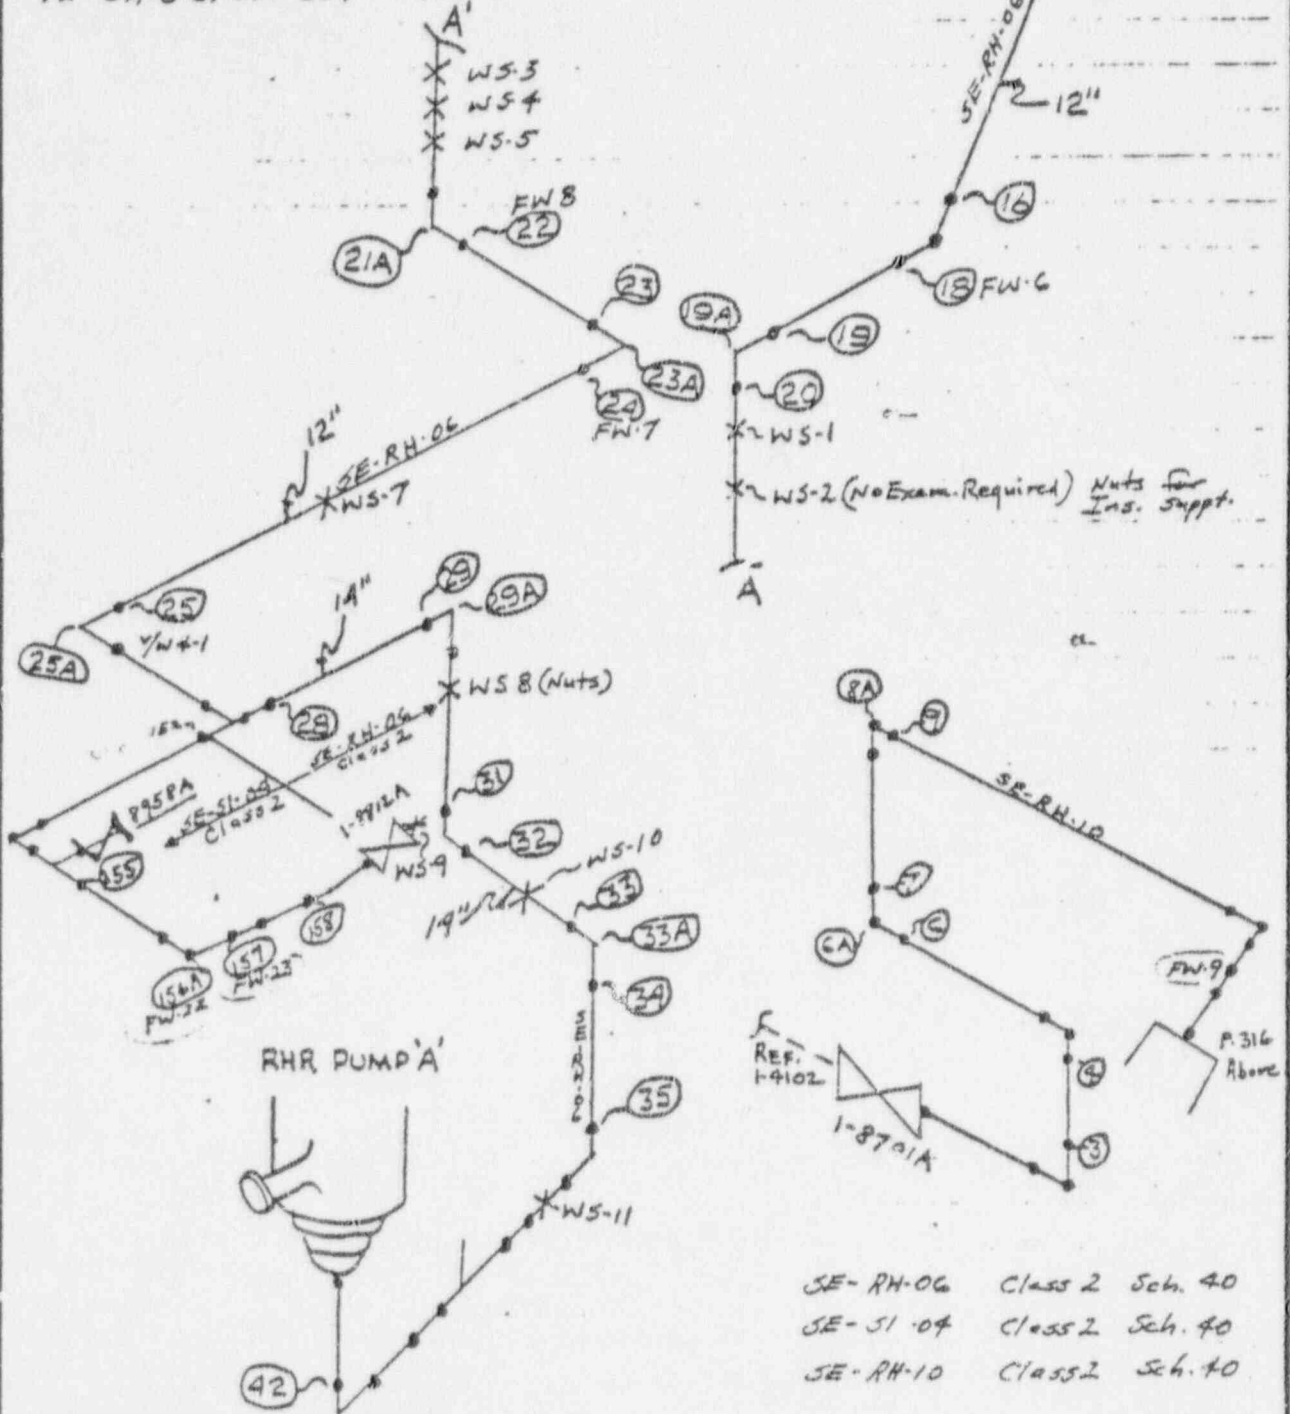 A'
WS-3
WS-4
WS-5
SE-RH-06
12"
16
FW 8
22
21A
23
18 FW-6
19A
19
23A
24
FW-7
20
WS-1
12"
SE-RH-06
WS-7
WS-2 (No Exam. Required) Nuts for
Ins. Suppt.
A
25
14"
29
29A
25A
WS 8 (Nuts)
28
8A
9
SE-RH-06
Class 2
SE-RH-10
31
8958A
SE-SI-04
Class 2
1-8812A
32
WS-10
155
WS-9
7
14"
33
158
33A
6A
6
157
FW-23
FW-9
156A
FW-22
34
RHR PUMP 'A'
REF.
1-4102
4
P. 316
Above
35
1-8701A
3
WS-11
SE-RH-06 Class 2 Sch. 40
SE-SI-04 Class 2 Sch. 40
SE-RH-10 Class 2 Sch. 40
42